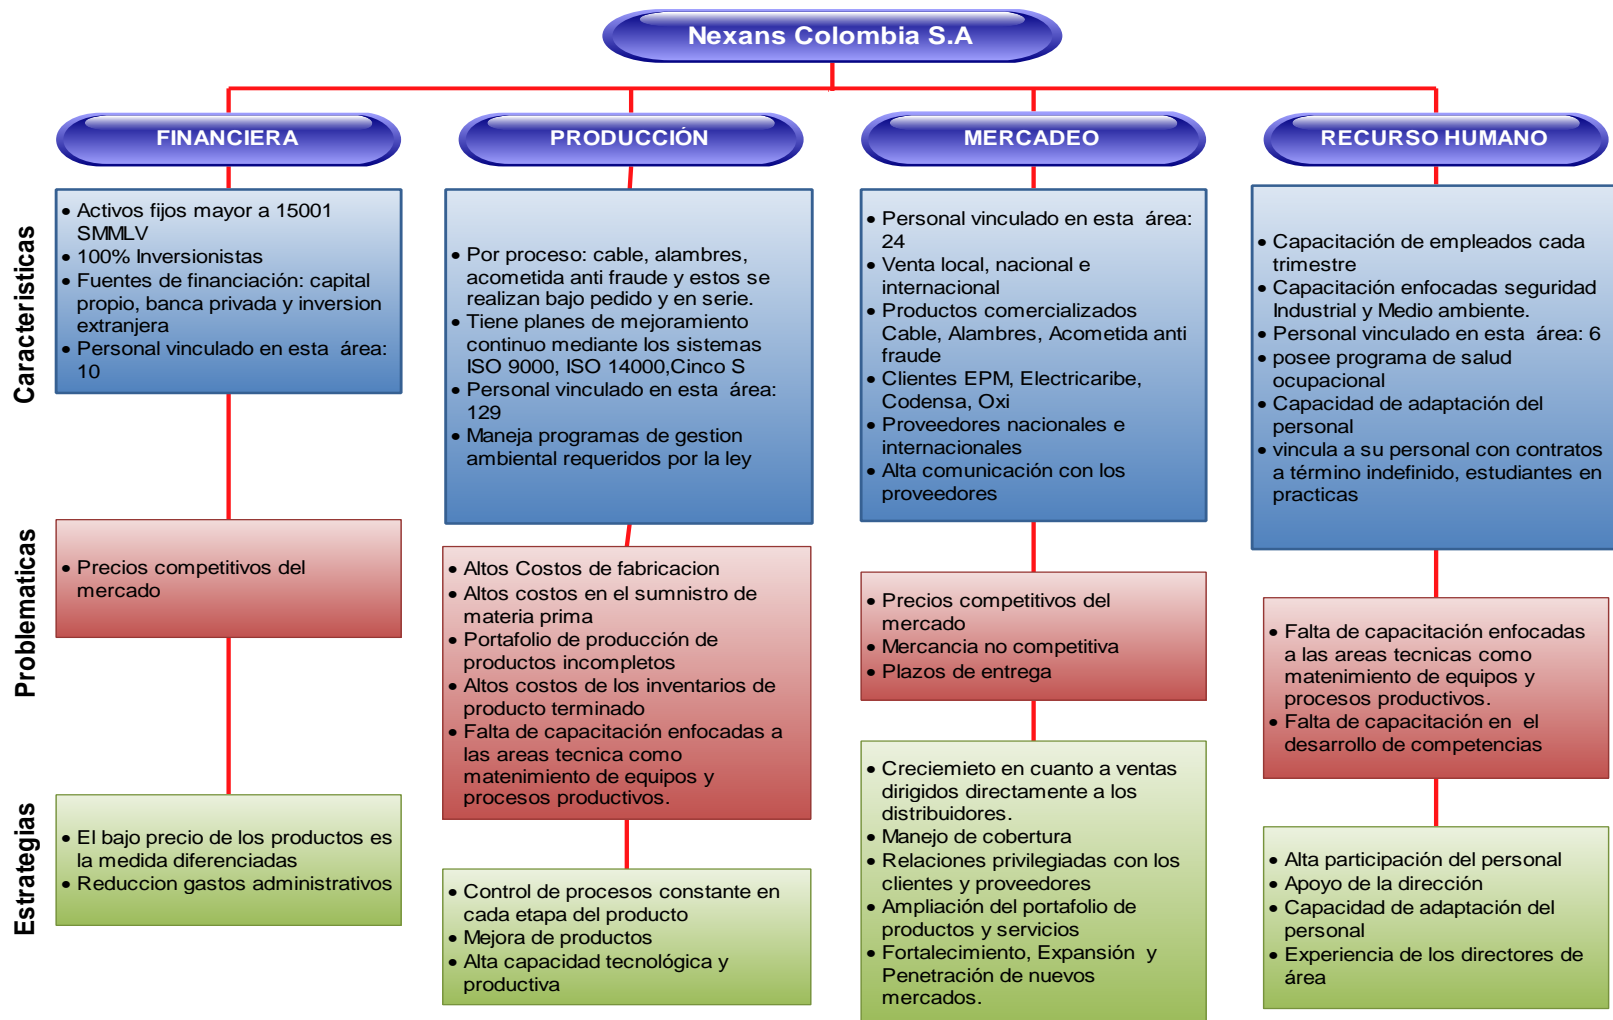 Nexans Colombia S.A
FINANCIERA
PRODUCCIÓN
MERCADEO
RECURSO HUMANO
Caracteristicas
• Activos fijos mayor a 15001
SMMLV
• 100% Inversionistas
• Fuentes de financiación: capital
propio, banca privada y inversion
extranjera
• Personal vinculado en esta área:
10
• Por proceso: cable, alambres,
acometida anti fraude y estos se
realizan bajo pedido y en serie.
• Tiene planes de mejoramiento
continuo mediante los sistemas
ISO 9000, ISO 14000,Cinco S
• Personal vinculado en esta área:
129
• Maneja programas de gestion
ambiental requeridos por la ley
• Personal vinculado en esta área:
24
• Venta local, nacional e
internacional
• Productos comercializados
Cable, Alambres, Acometida anti
fraude
• Clientes EPM, Electricaribe,
Codensa, Oxi
• Proveedores nacionales e
internacionales
• Alta comunicación con los
proveedores
• Capacitación de empleados cada
trimestre
• Capacitación enfocadas seguridad
Industrial y Medio ambiente.
• Personal vinculado en esta área: 6
• posee programa de salud
ocupacional
• Capacidad de adaptación del
personal
• vincula a su personal con contratos
a término indefinido, estudiantes en
practicas
Problematicas
• Precios competitivos del
mercado
• Altos Costos de fabricacion
• Altos costos en el sumnistro de
materia prima
• Portafolio de producción de
productos incompletos
• Altos costos de los inventarios de
producto terminado
• Falta de capacitación enfocadas a
las areas tecnica como
matenimiento de equipos y
procesos productivos.
• Precios competitivos del
mercado
• Mercancia no competitiva
• Plazos de entrega
• Falta de capacitación enfocadas
a las areas tecnicas como
matenimiento de equipos y
procesos productivos.
• Falta de capacitación en el
desarrollo de competencias
Estrategias
• El bajo precio de los productos es
la medida diferenciadas
• Reduccion gastos administrativos
• Control de procesos constante en
cada etapa del producto
• Mejora de productos
• Alta capacidad tecnológica y
productiva
• Creciemieto en cuanto a ventas
dirigidos directamente a los
distribuidores.
• Manejo de cobertura
• Relaciones privilegiadas con los
clientes y proveedores
• Ampliación del portafolio de
productos y servicios
• Fortalecimiento, Expansión y
Penetración de nuevos
mercados.
• Alta participación del personal
• Apoyo de la dirección
• Capacidad de adaptación del
personal
• Experiencia de los directores de
área